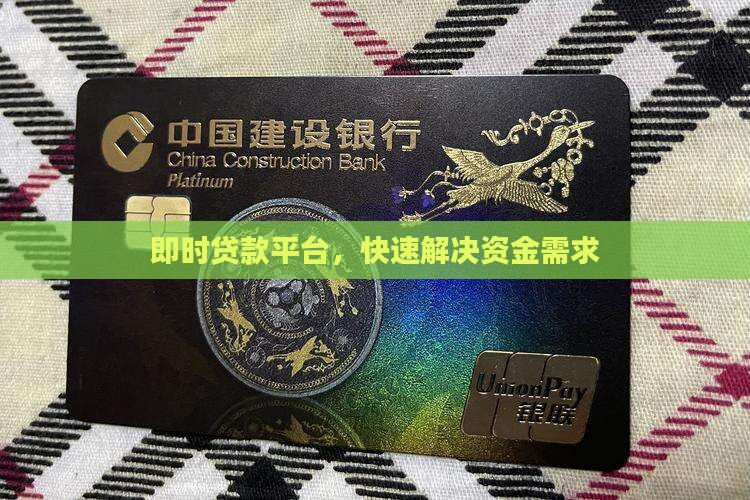 中国建设银行
China Construction Bank
Platinum
即时贷款平台，快速解决资金需求
UnionPay
银联